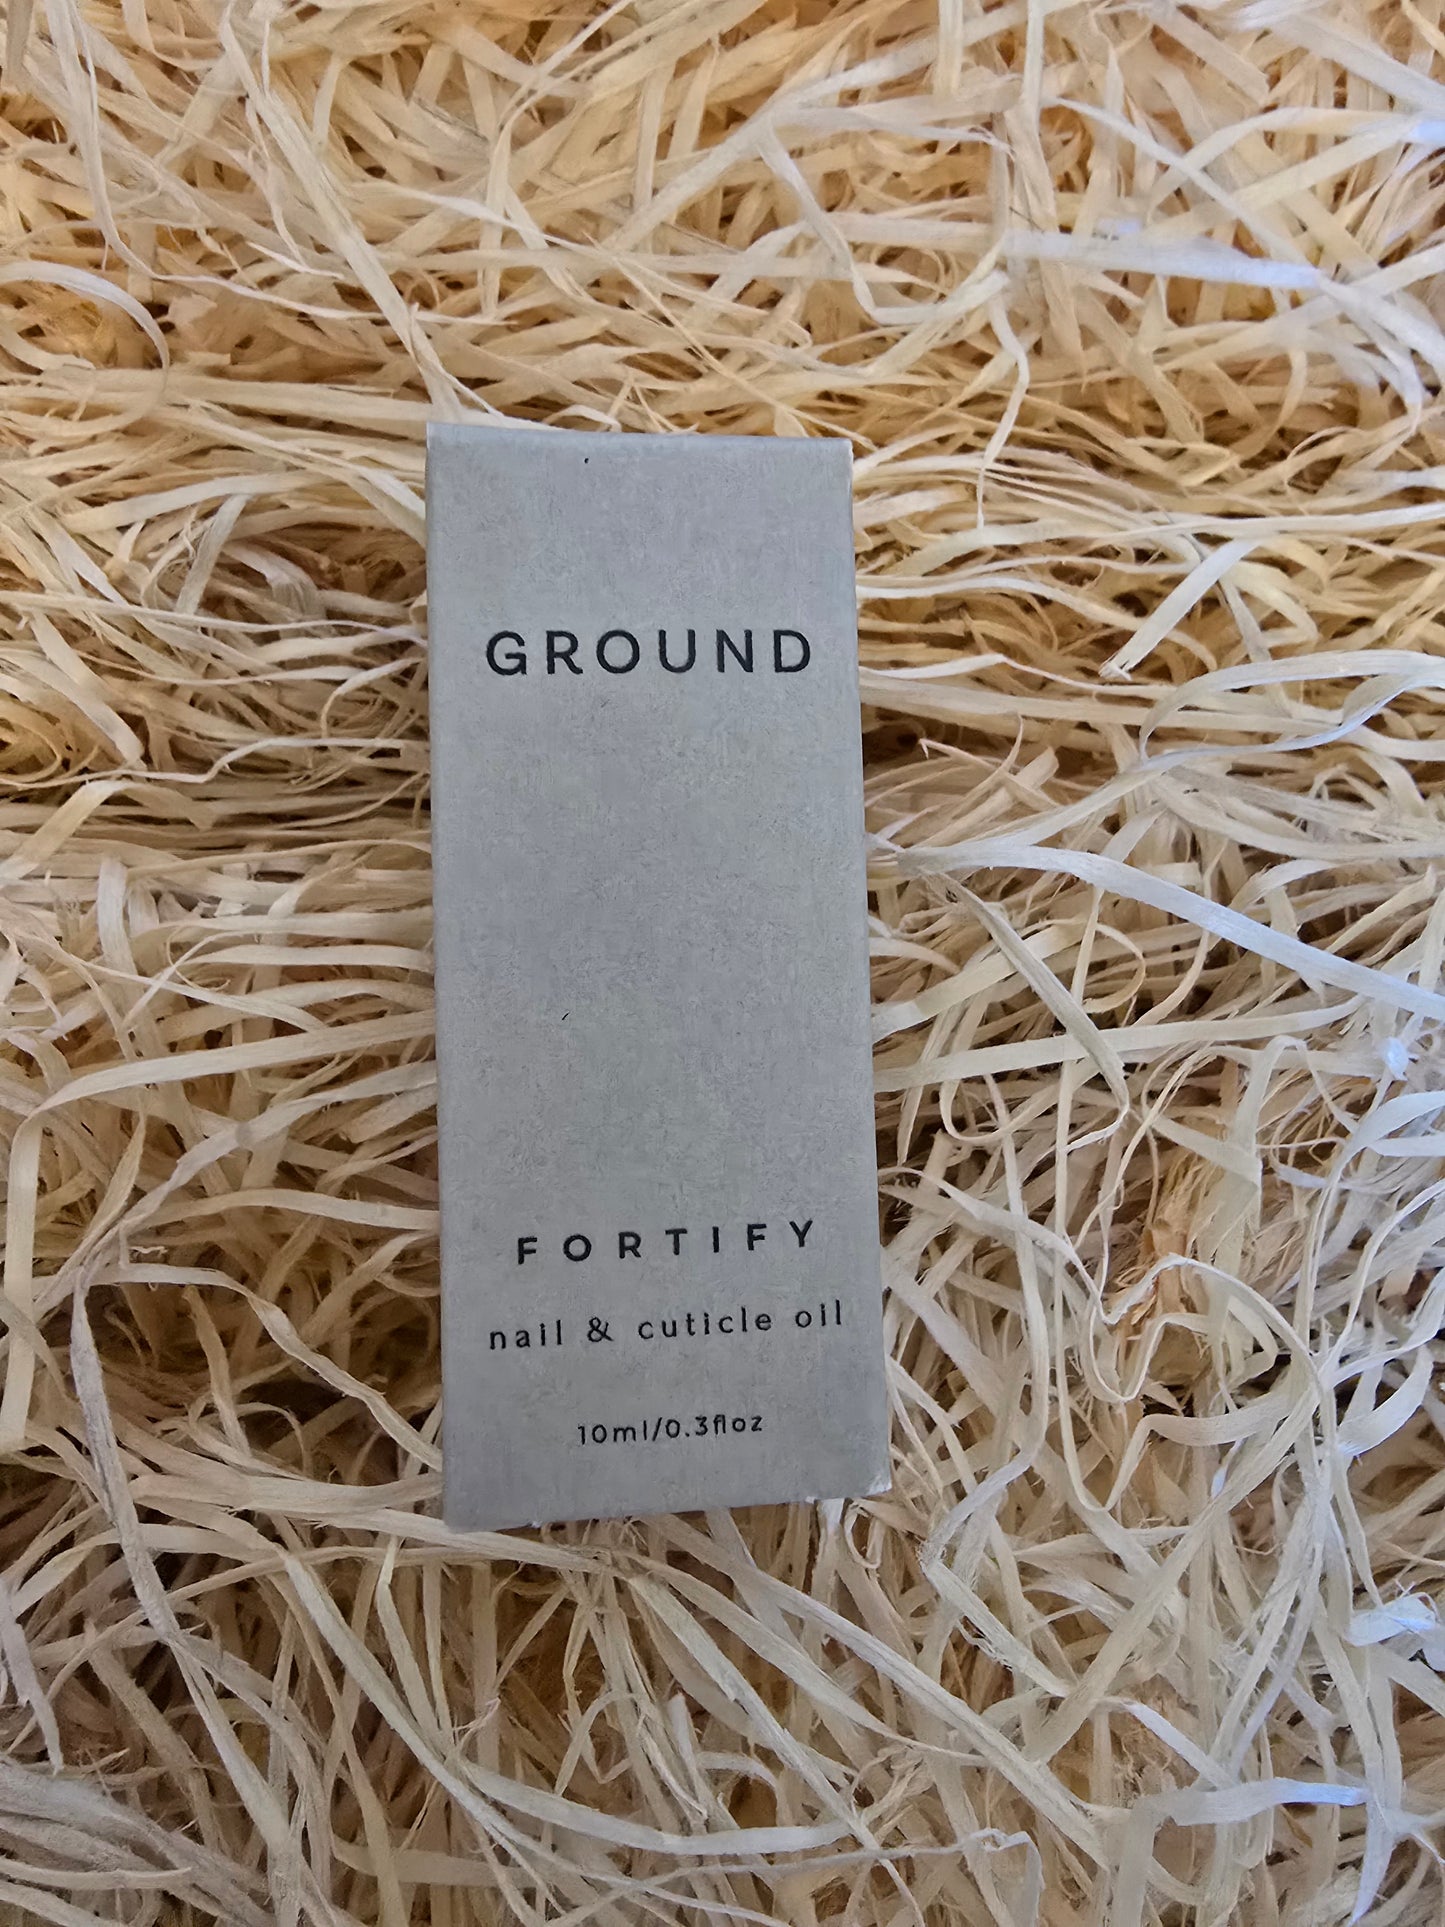 GROUND
FORTIFY
nail & cuticle oil
10ml/0.3floz